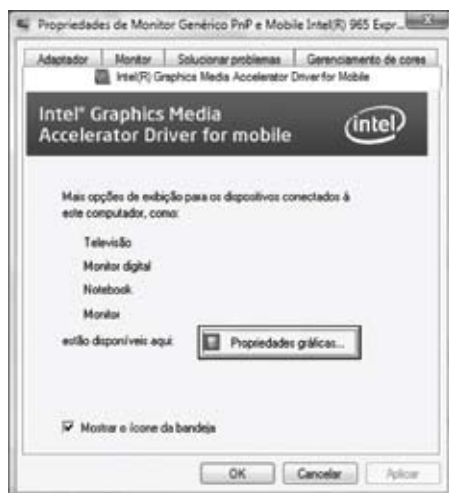 Propriedades de Monitor Genérico PnP e Mobile Intel(R) 965 Expr...
Adaptador Monitor Solucionar problemas Gerenciamento de cores
Intel(R) Graphics Media Accelerator Driver for Mobile
Intel® Graphics Media
Accelerator Driver for mobile
intel
Mais opções de exibição para os dispositivos conectados à
este computador, como:
Televisão
Monitor digital
Notebook
Monitor
estão disponíveis aqui: Propriedades gráficas...
Mostrar o ícone da bandeja
OK Cancelar Aplicar